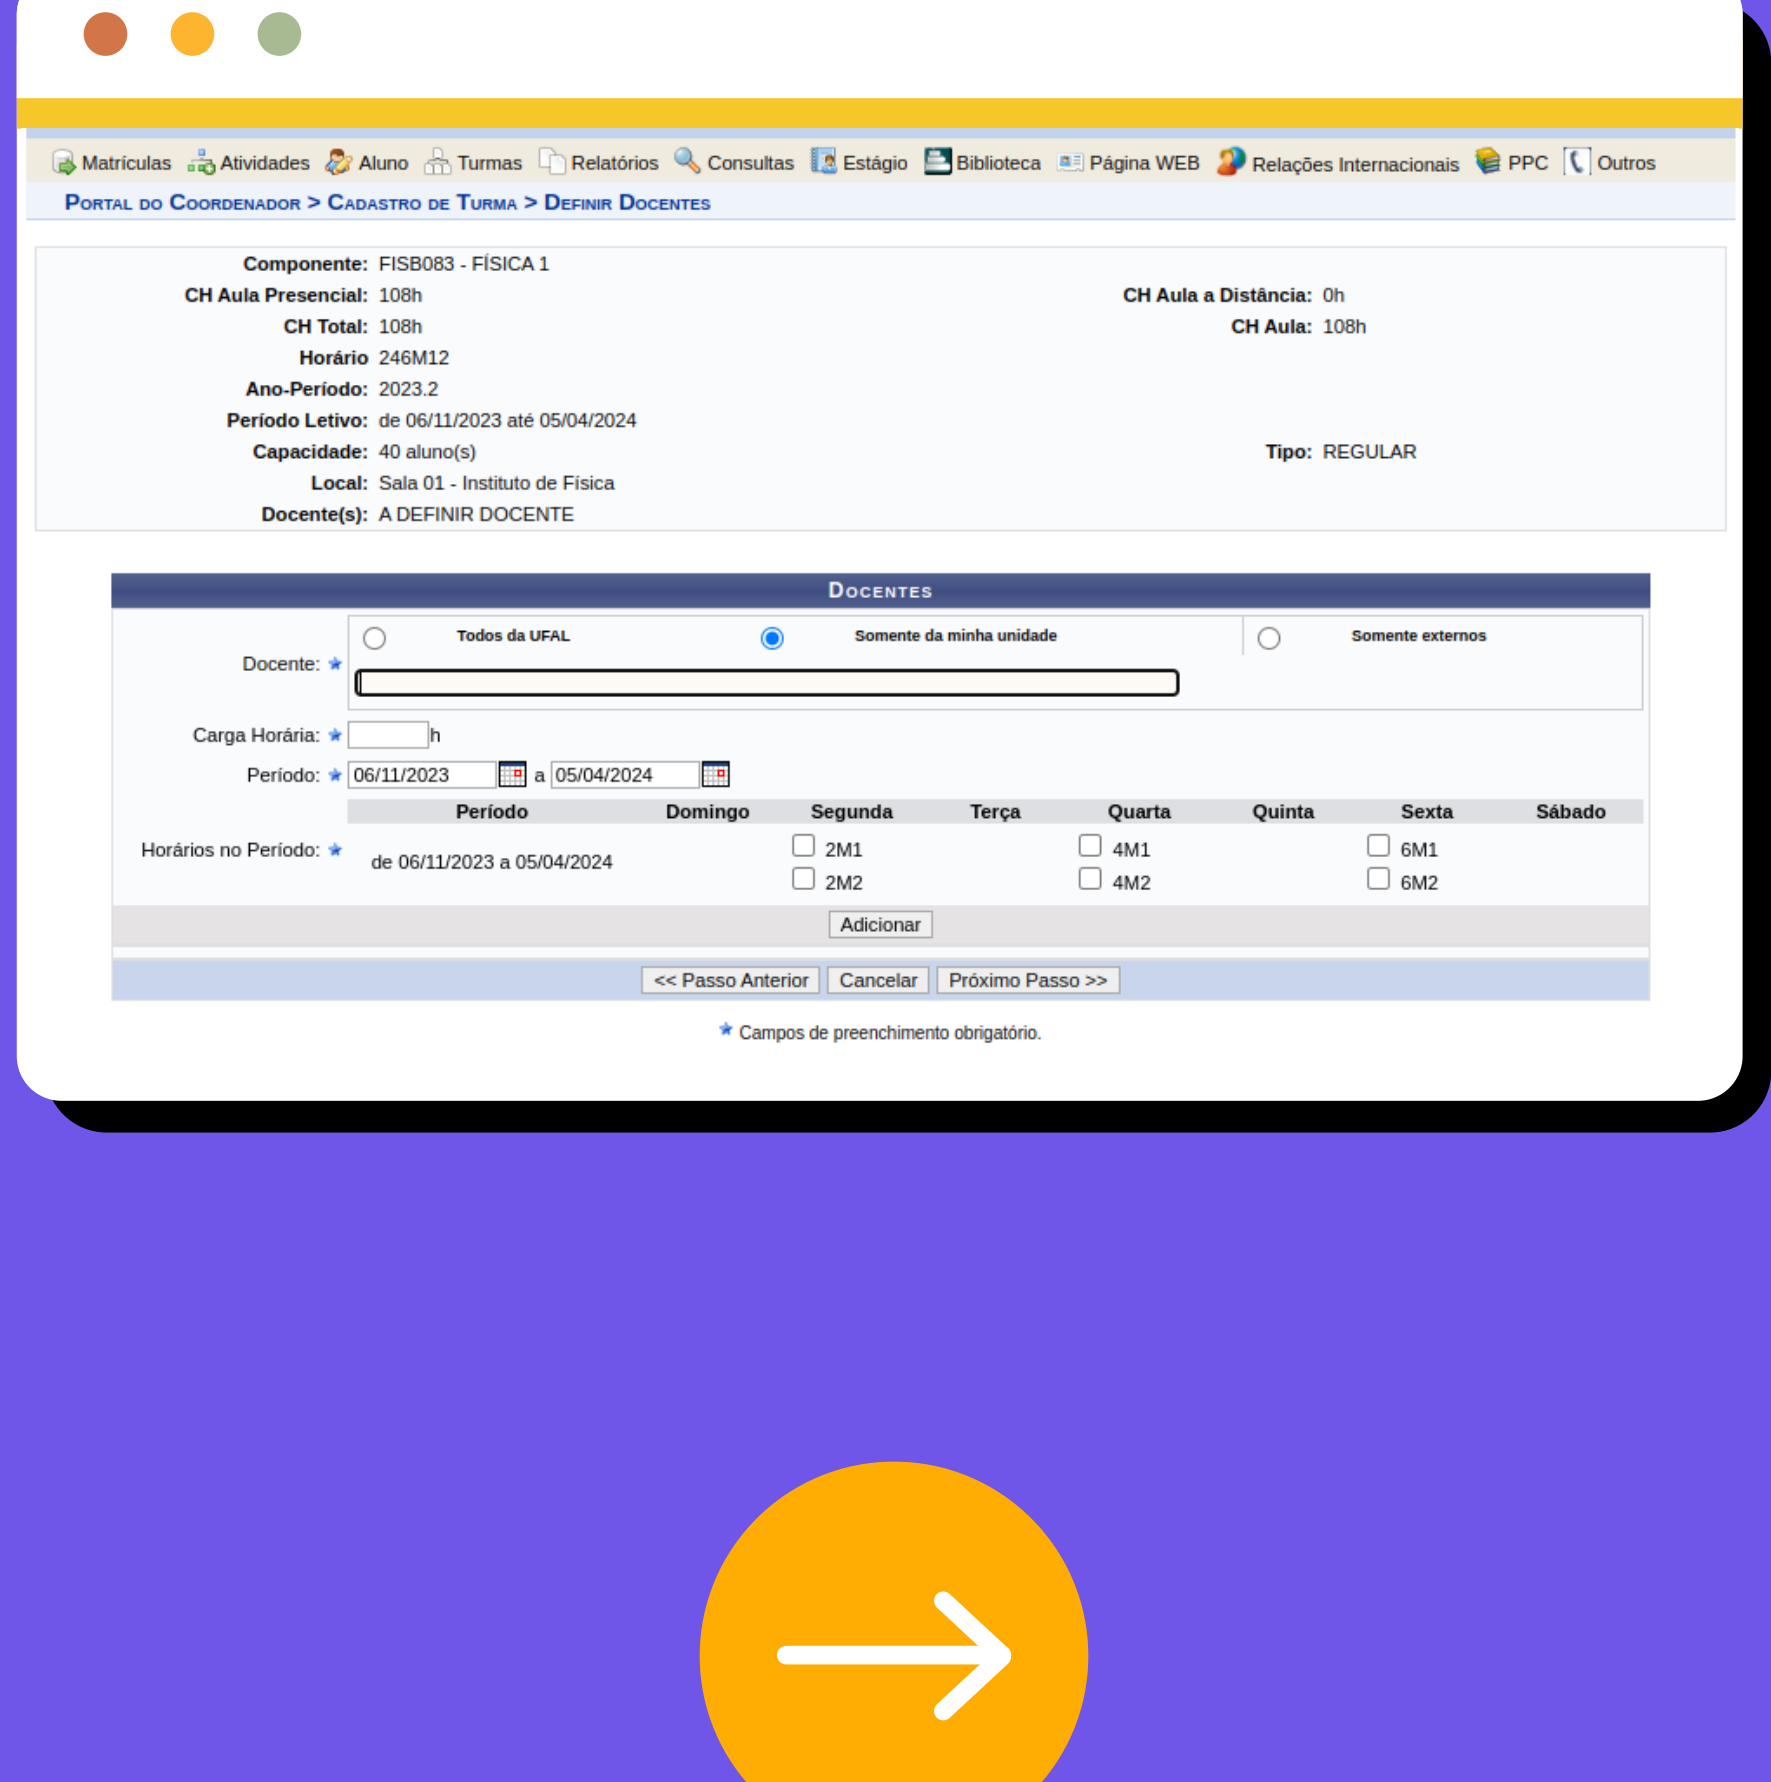 Matrículas Atividades Aluno Turmas Relatórios Consultas Estágio Biblioteca Página WEB Relações Internacionais PPC Outros
PORTAL DO COORDENADOR > CADASTRO DE TURMA > DEFINIR DOCENTES
Componente: FISB083 - FÍSICA 1
CH Aula Presencial: 108h CH Aula a Distância: 0h
CH Total: 108h CH Aula: 108h
Horário 246M12
Ano-Período: 2023.2
Período Letivo: de 06/11/2023 até 05/04/2024
Capacidade: 40 aluno(s) Tipo: REGULAR
Local: Sala 01 - Instituto de Física
Docente(s): A DEFINIR DOCENTE
DOCENTES
Todos da UFAL Somente da minha unidade Somente externos
Docente:
Carga Horária: h
Período: 06/11/2023 a 05/04/2024
Período Domingo Segunda Terça Quarta Quinta Sexta Sábado
Horários no Período: de 06/11/2023 a 05/04/2024
2M1 4M1 6M1
2M2 4M2 6M2
Adicionar
<< Passo Anterior Cancelar Próximo Passo >>
Campos de preenchimento obrigatório.